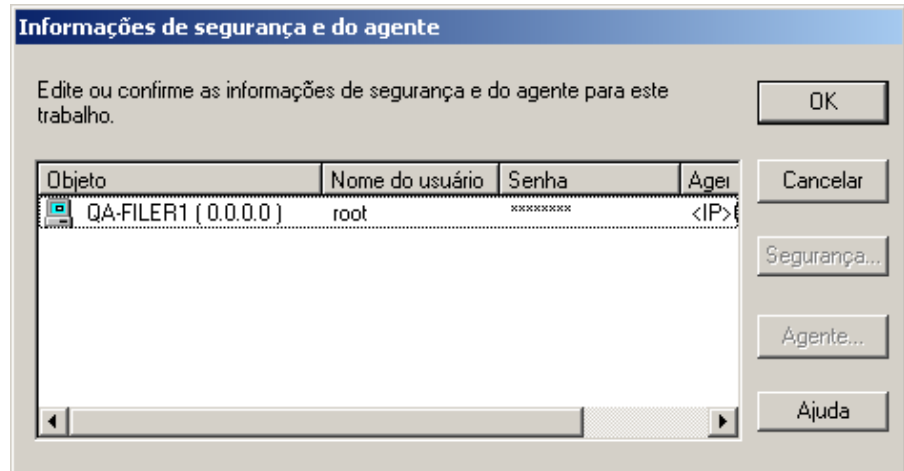 Informações de segurança e do agente
Edite ou confirme as informações de segurança e do agente para este
trabalho.
OK
Objeto Nome do usuário Senha Agei
QA-FILER1 ( 0.0.0.0 ) root ******** <IP>
Cancelar
Segurança...
Agente...
Ajuda